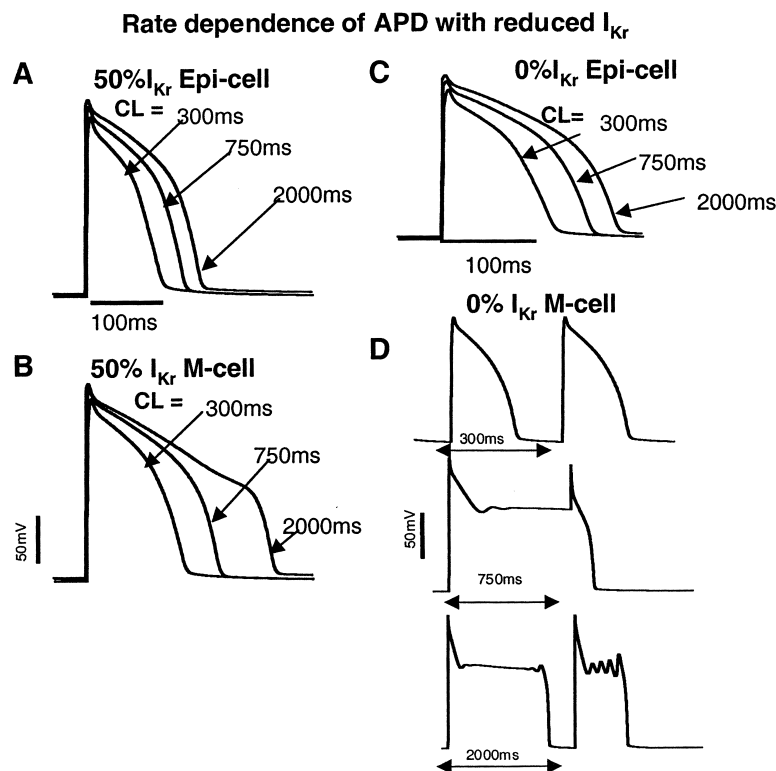 Rate dependence of APD with reduced IKr
A
50%IKr Epi-cell
CL =
300ms
750ms
2000ms
100ms
B
50% IKr M-cell
CL =
300ms
750ms
2000ms
50mV
C
0%IKr Epi-cell
CL=
300ms
750ms
2000ms
100ms
0% IKr M-cell
D
300ms
50mV
750ms
2000ms